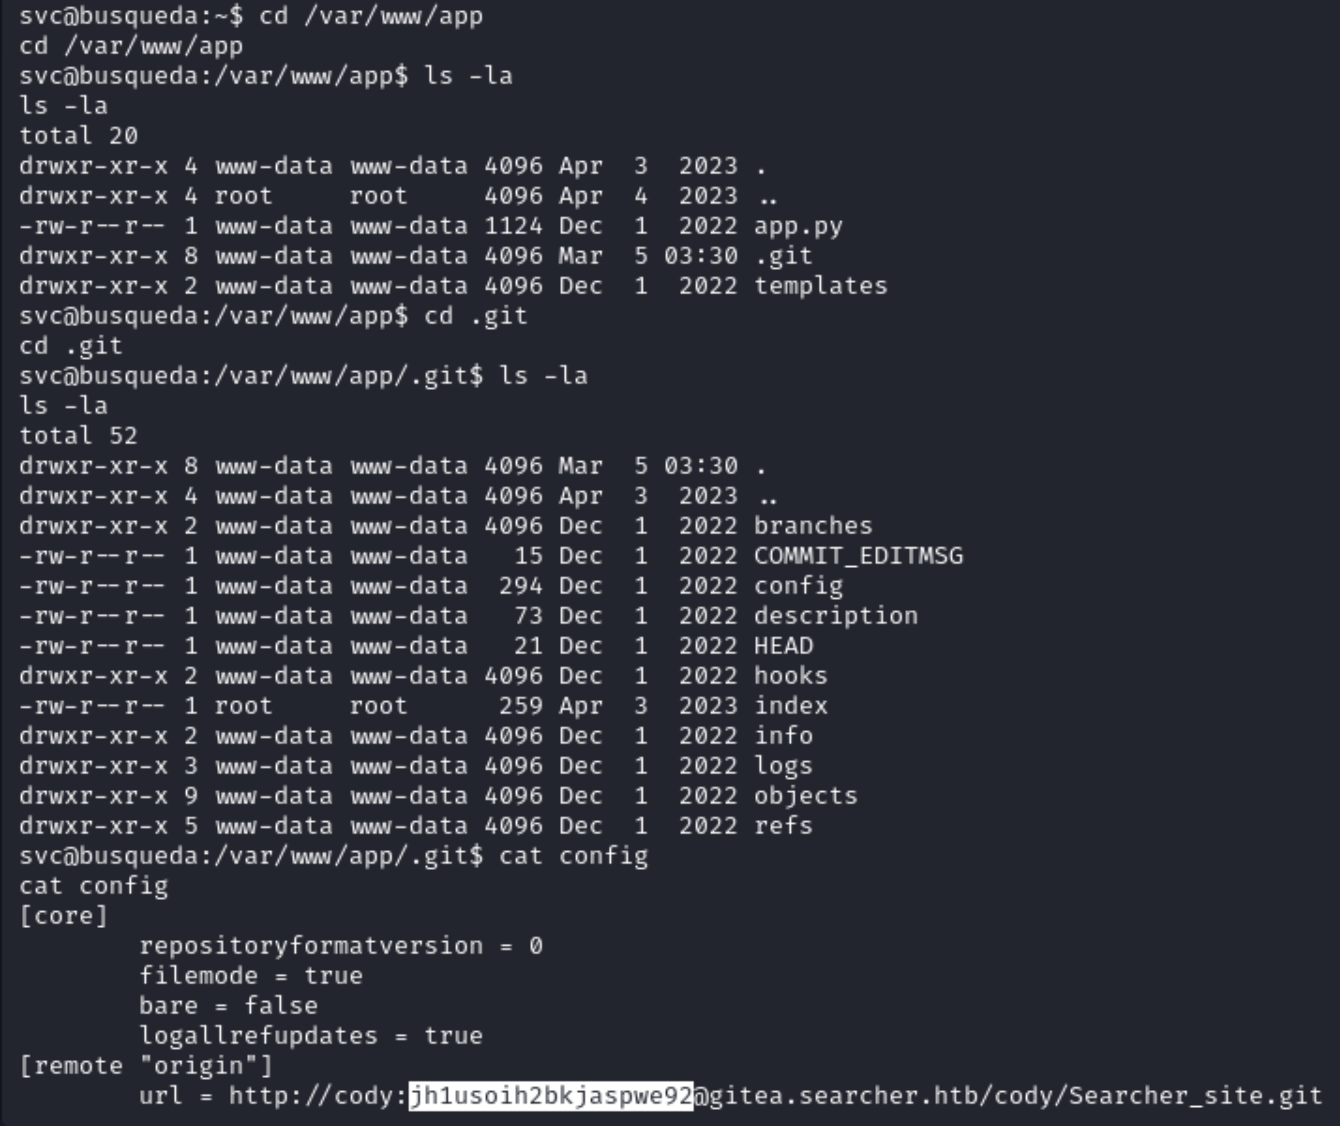 svc@busqueda:~$ cd /var/www/app
cd /var/www/app
svc@busqueda:/var/www/app$ ls -la
ls -la
total 20
drwxr-xr-x 4 www-data www-data 4096 Apr  3  2023 .
drwxr-xr-x 4 root     root     4096 Apr  4  2023 ..
-rw-r--r-- 1 www-data www-data 1124 Dec  1  2022 app.py
drwxr-xr-x 8 www-data www-data 4096 Mar  5 03:30 .git
drwxr-xr-x 2 www-data www-data 4096 Dec  1  2022 templates
svc@busqueda:/var/www/app$ cd .git
cd .git
svc@busqueda:/var/www/app/.git$ ls -la
ls -la
total 52
drwxr-xr-x 8 www-data www-data 4096 Mar  5 03:30 .
drwxr-xr-x 4 www-data www-data 4096 Apr  3  2023 ..
drwxr-xr-x 2 www-data www-data 4096 Dec  1  2022 branches
-rw-r--r-- 1 www-data www-data   15 Dec  1  2022 COMMIT_EDITMSG
-rw-r--r-- 1 www-data www-data  294 Dec  1  2022 config
-rw-r--r-- 1 www-data www-data   73 Dec  1  2022 description
-rw-r--r-- 1 www-data www-data   21 Dec  1  2022 HEAD
drwxr-xr-x 2 www-data www-data 4096 Dec  1  2022 hooks
-rw-r--r-- 1 root     root      259 Apr  3  2023 index
drwxr-xr-x 2 www-data www-data 4096 Dec  1  2022 info
drwxr-xr-x 3 www-data www-data 4096 Dec  1  2022 logs
drwxr-xr-x 9 www-data www-data 4096 Dec  1  2022 objects
drwxr-xr-x 5 www-data www-data 4096 Dec  1  2022 refs
svc@busqueda:/var/www/app/.git$ cat config
cat config
[core]
        repositoryformatversion = 0
        filemode = true
        bare = false
        logallrefupdates = true
[remote "origin"]
        url = http://cody:jh1usoih2bkjaspwe92@gitea.searcher.htb/cody/Searcher_site.git